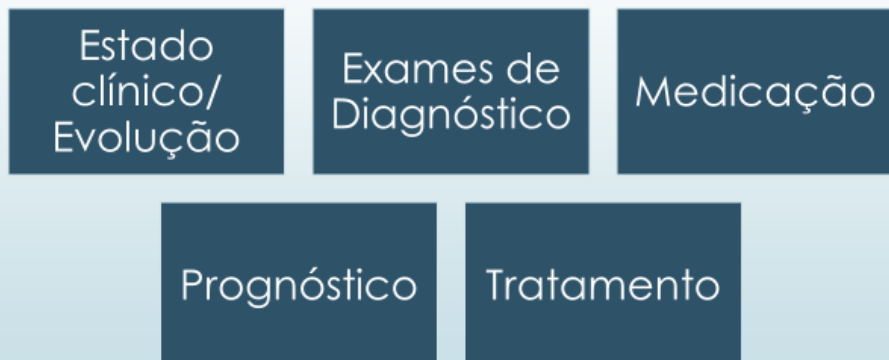 Estado
clínico/
Evolução
Exames de
Diagnóstico
Medicação
Prognóstico
Tratamento